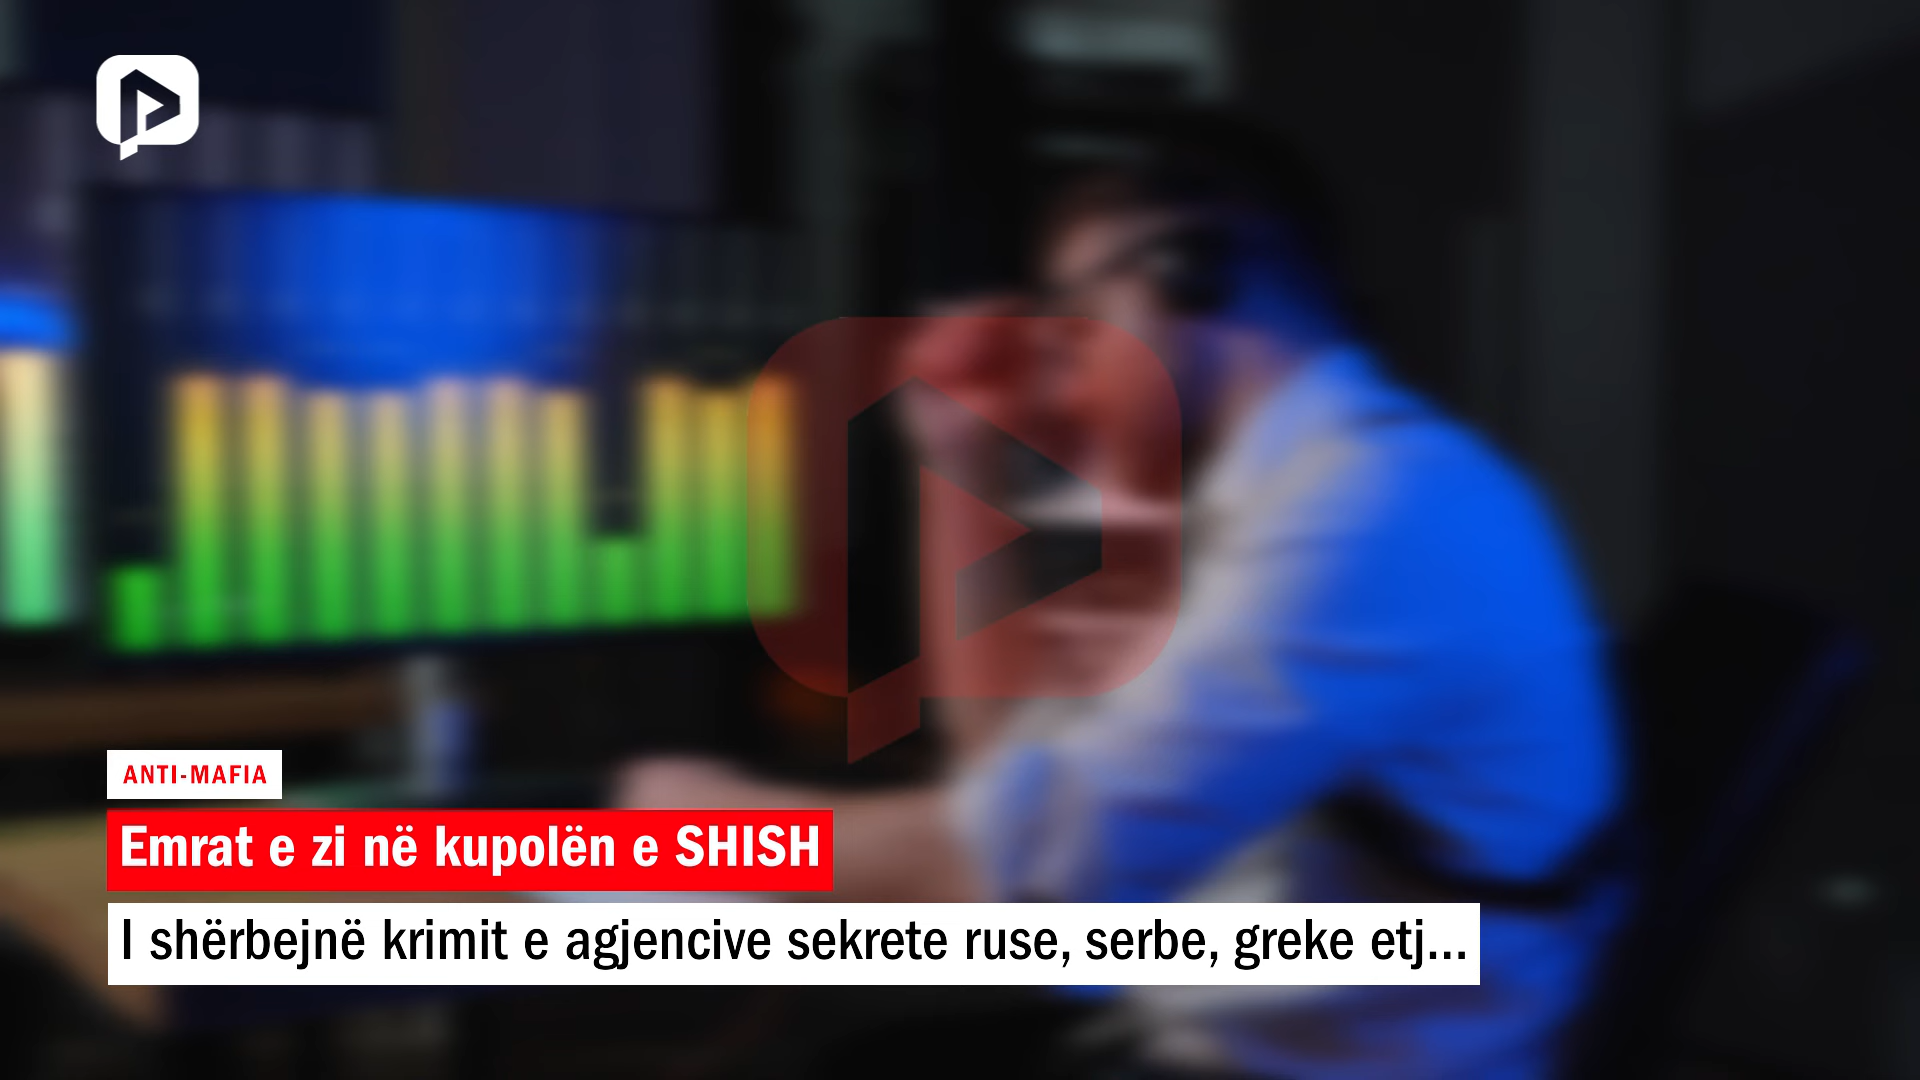 ANTI-MAFIA
Emrat e zi në kupolën e SHISH
I shërbejnë krimit e agjencive sekrete ruse, serbe, greke etj...